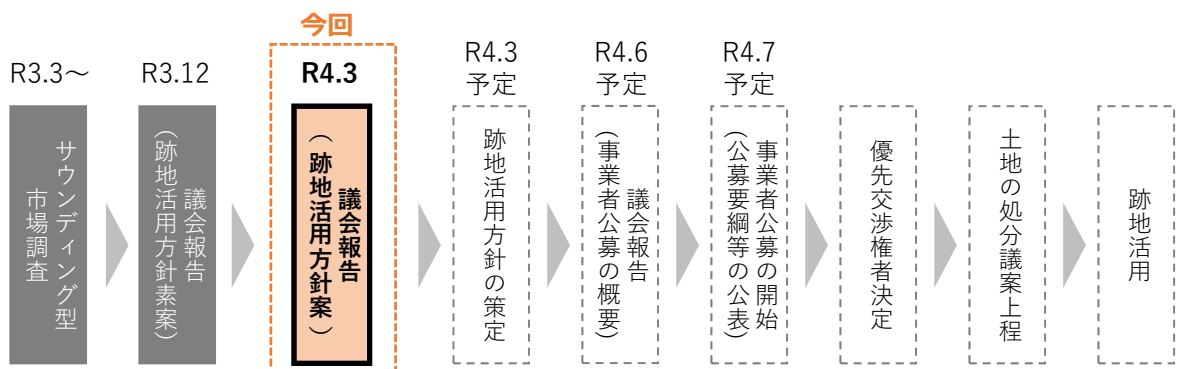 今回
R3.3～
サウンディング型
市場調査
R3.12
議会報告
（跡地活用方針素案）
R4.3
議会報告
（跡地活用方針案）
R4.3
予定
跡地活用方針の策定
R4.6
予定
議会報告
（事業者公募の概要）
R4.7
予定
事業者公募の開始
（公募要綱等の公表）
優先交渉権者決定
土地の処分議案上程
跡地活用